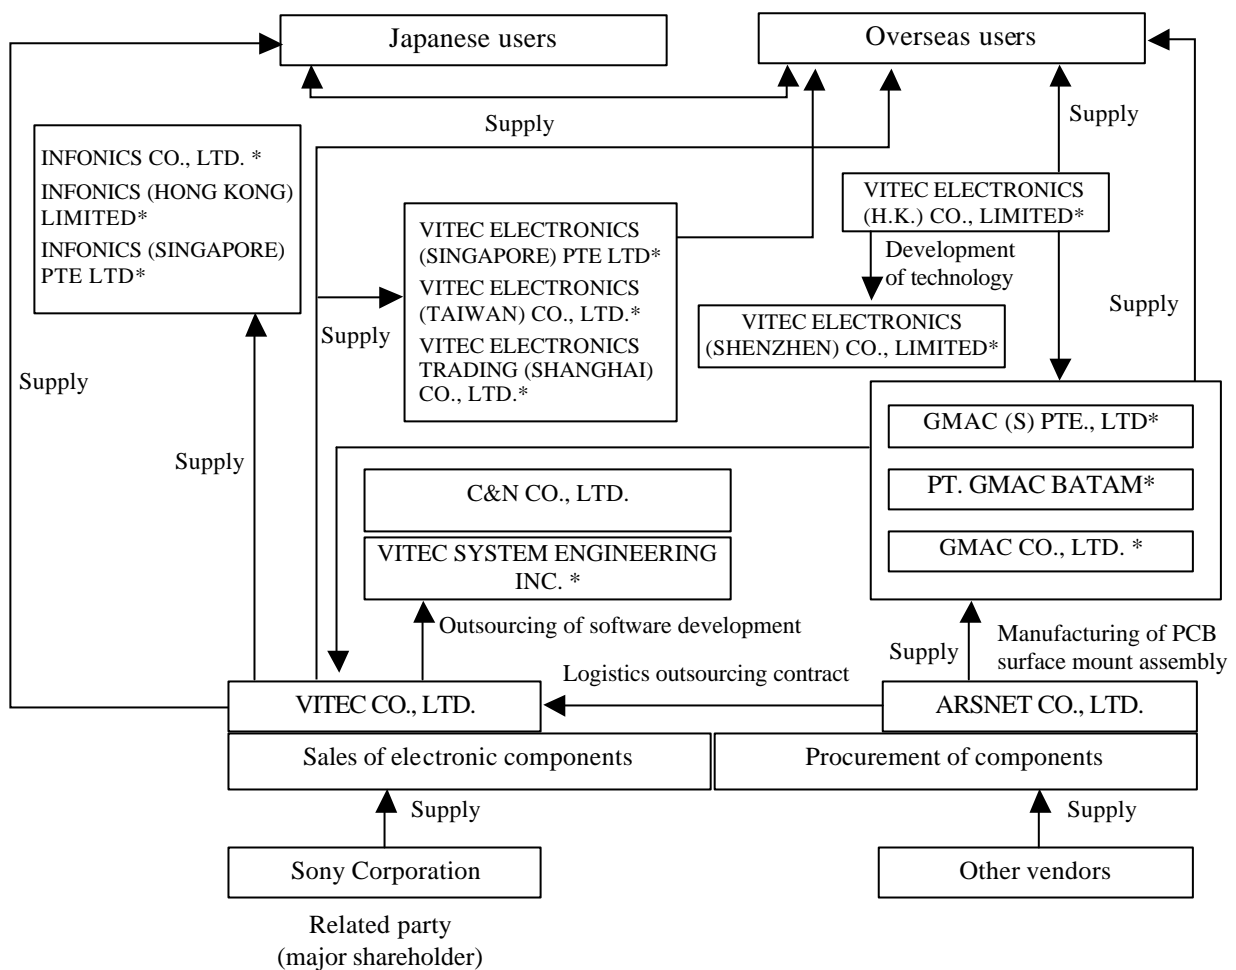 Japanese users
Overseas users
Supply
Supply
INFONICS CO., LTD. *
INFONICS (HONG KONG)
LIMITED*
INFONICS (SINGAPORE)
PTE LTD*
VITEC ELECTRONICS
(H.K.) CO., LIMITED*
VITEC ELECTRONICS
(SINGAPORE) PTE LTD*
VITEC ELECTRONICS
(TAIWAN) CO., LTD.*
VITEC ELECTRONICS
TRADING (SHANGHAI)
CO., LTD.*
Development
of technology
Supply
Supply
VITEC ELECTRONICS
(SHENZHEN) CO., LIMITED*
Supply
Supply
GMAC (S) PTE., LTD*
PT. GMAC BATAM*
GMAC CO., LTD. *
C&N CO., LTD.
VITEC SYSTEM ENGINEERING
INC. *
Outsourcing of software development
Supply
Manufacturing of PCB
surface mount assembly
Logistics outsourcing contract
VITEC CO., LTD.
ARSNET CO., LTD.
Sales of electronic components
Procurement of components
Supply
Supply
Sony Corporation
Other vendors
Related party
(major shareholder)